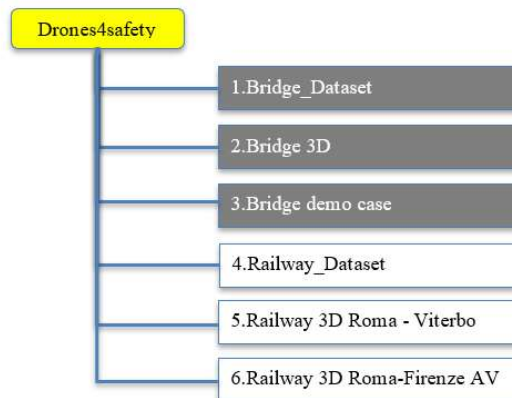 Drones4safety
1.Bridge_Dataset
2.Bridge 3D
3.Bridge demo case
4.Railway_Dataset
5.Railway 3D Roma - Viterbo
6.Railway 3D Roma-Firenze AV